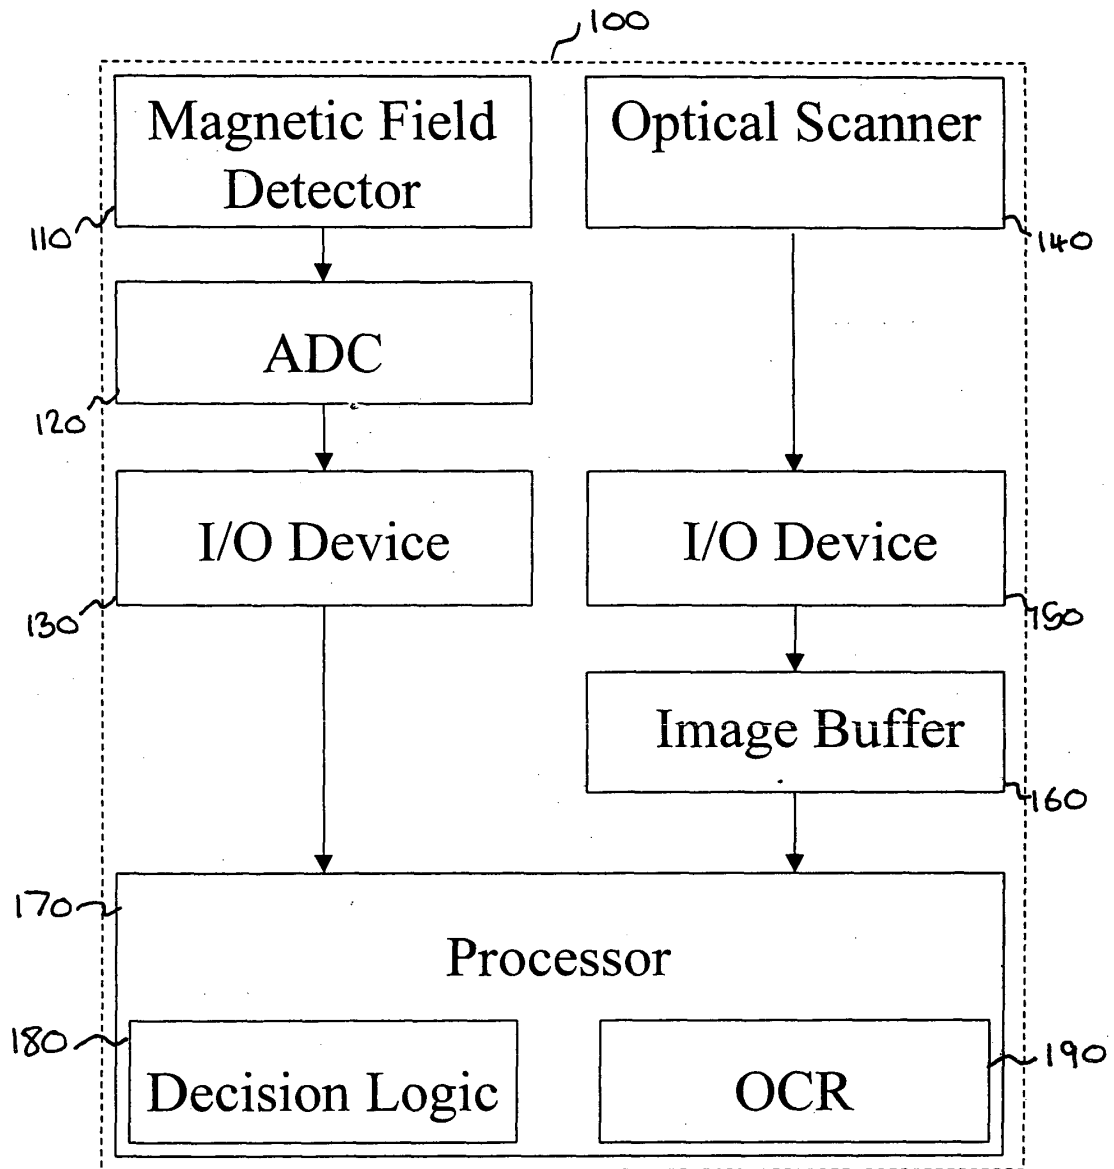 100
Magnetic Field
Detector
110
Optical Scanner
140
ADC
120
I/O Device
130
I/O Device
150
Image Buffer
160
170
Processor
180
Decision Logic
OCR
190